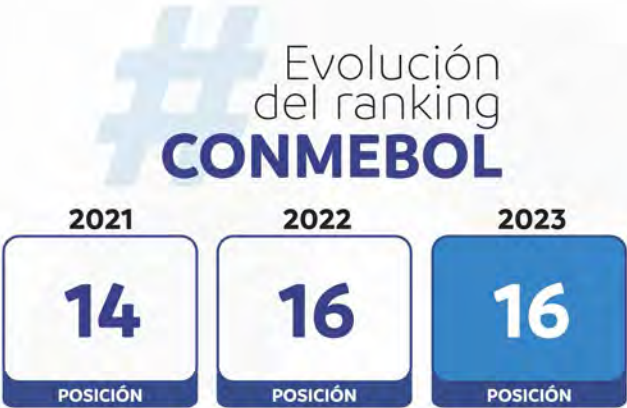 #
Evolución
del ranking
CONMEBOL
2021
14
POSICIÓN
2022
16
POSICIÓN
2023
16
POSICIÓN